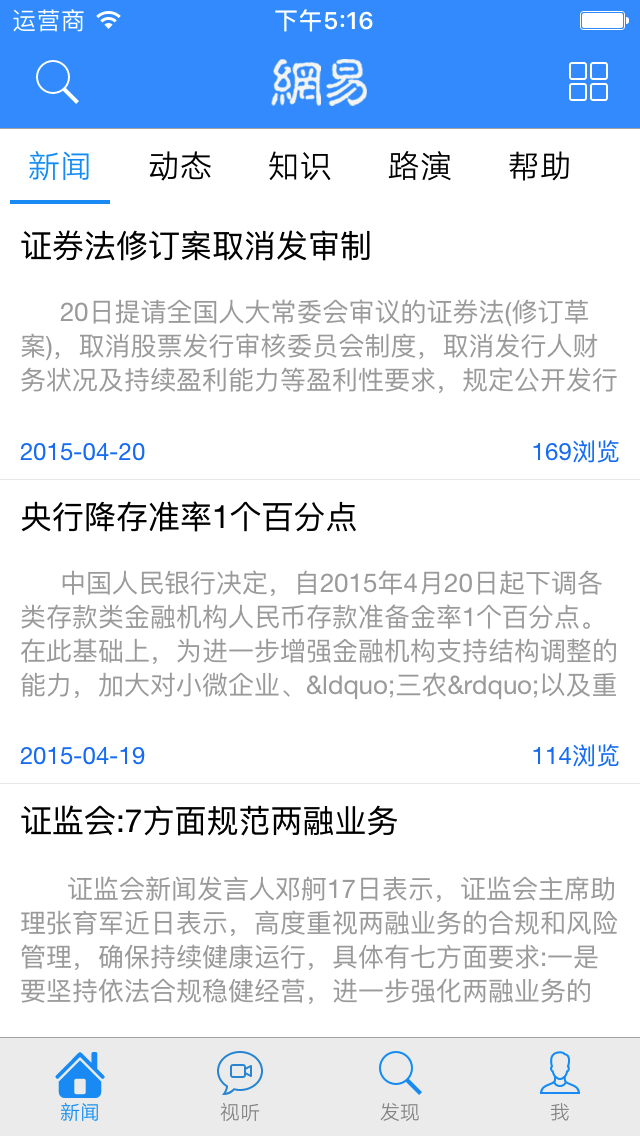 运营商 下午5:16
網易
新闻 动态 知识 路演 帮助
证券法修订案取消发审制
20日提请全国人大常委会审议的证券法(修订草
案)，取消股票发行审核委员会制度，取消发行人财
务状况及持续盈利能力等盈利性要求，规定公开发行
2015-04-20 169浏览
央行降存准率1个百分点
中国人民银行决定，自2015年4月20日起下调各
类存款类金融机构人民币存款准备金率1个百分点。
在此基础上，为进一步增强金融机构支持结构调整的
能力，加大对小微企业、&ldquo;三农&rdquo;以及重
2015-04-19 114浏览
证监会:7方面规范两融业务
证监会新闻发言人邓舸17日表示，证监会主席助
理张育军近日表示，高度重视两融业务的合规和风险
管理，确保持续健康运行，具体有七方面要求:一是
要坚持依法合规稳健经营，进一步强化两融业务的
新闻 视听 发现 我